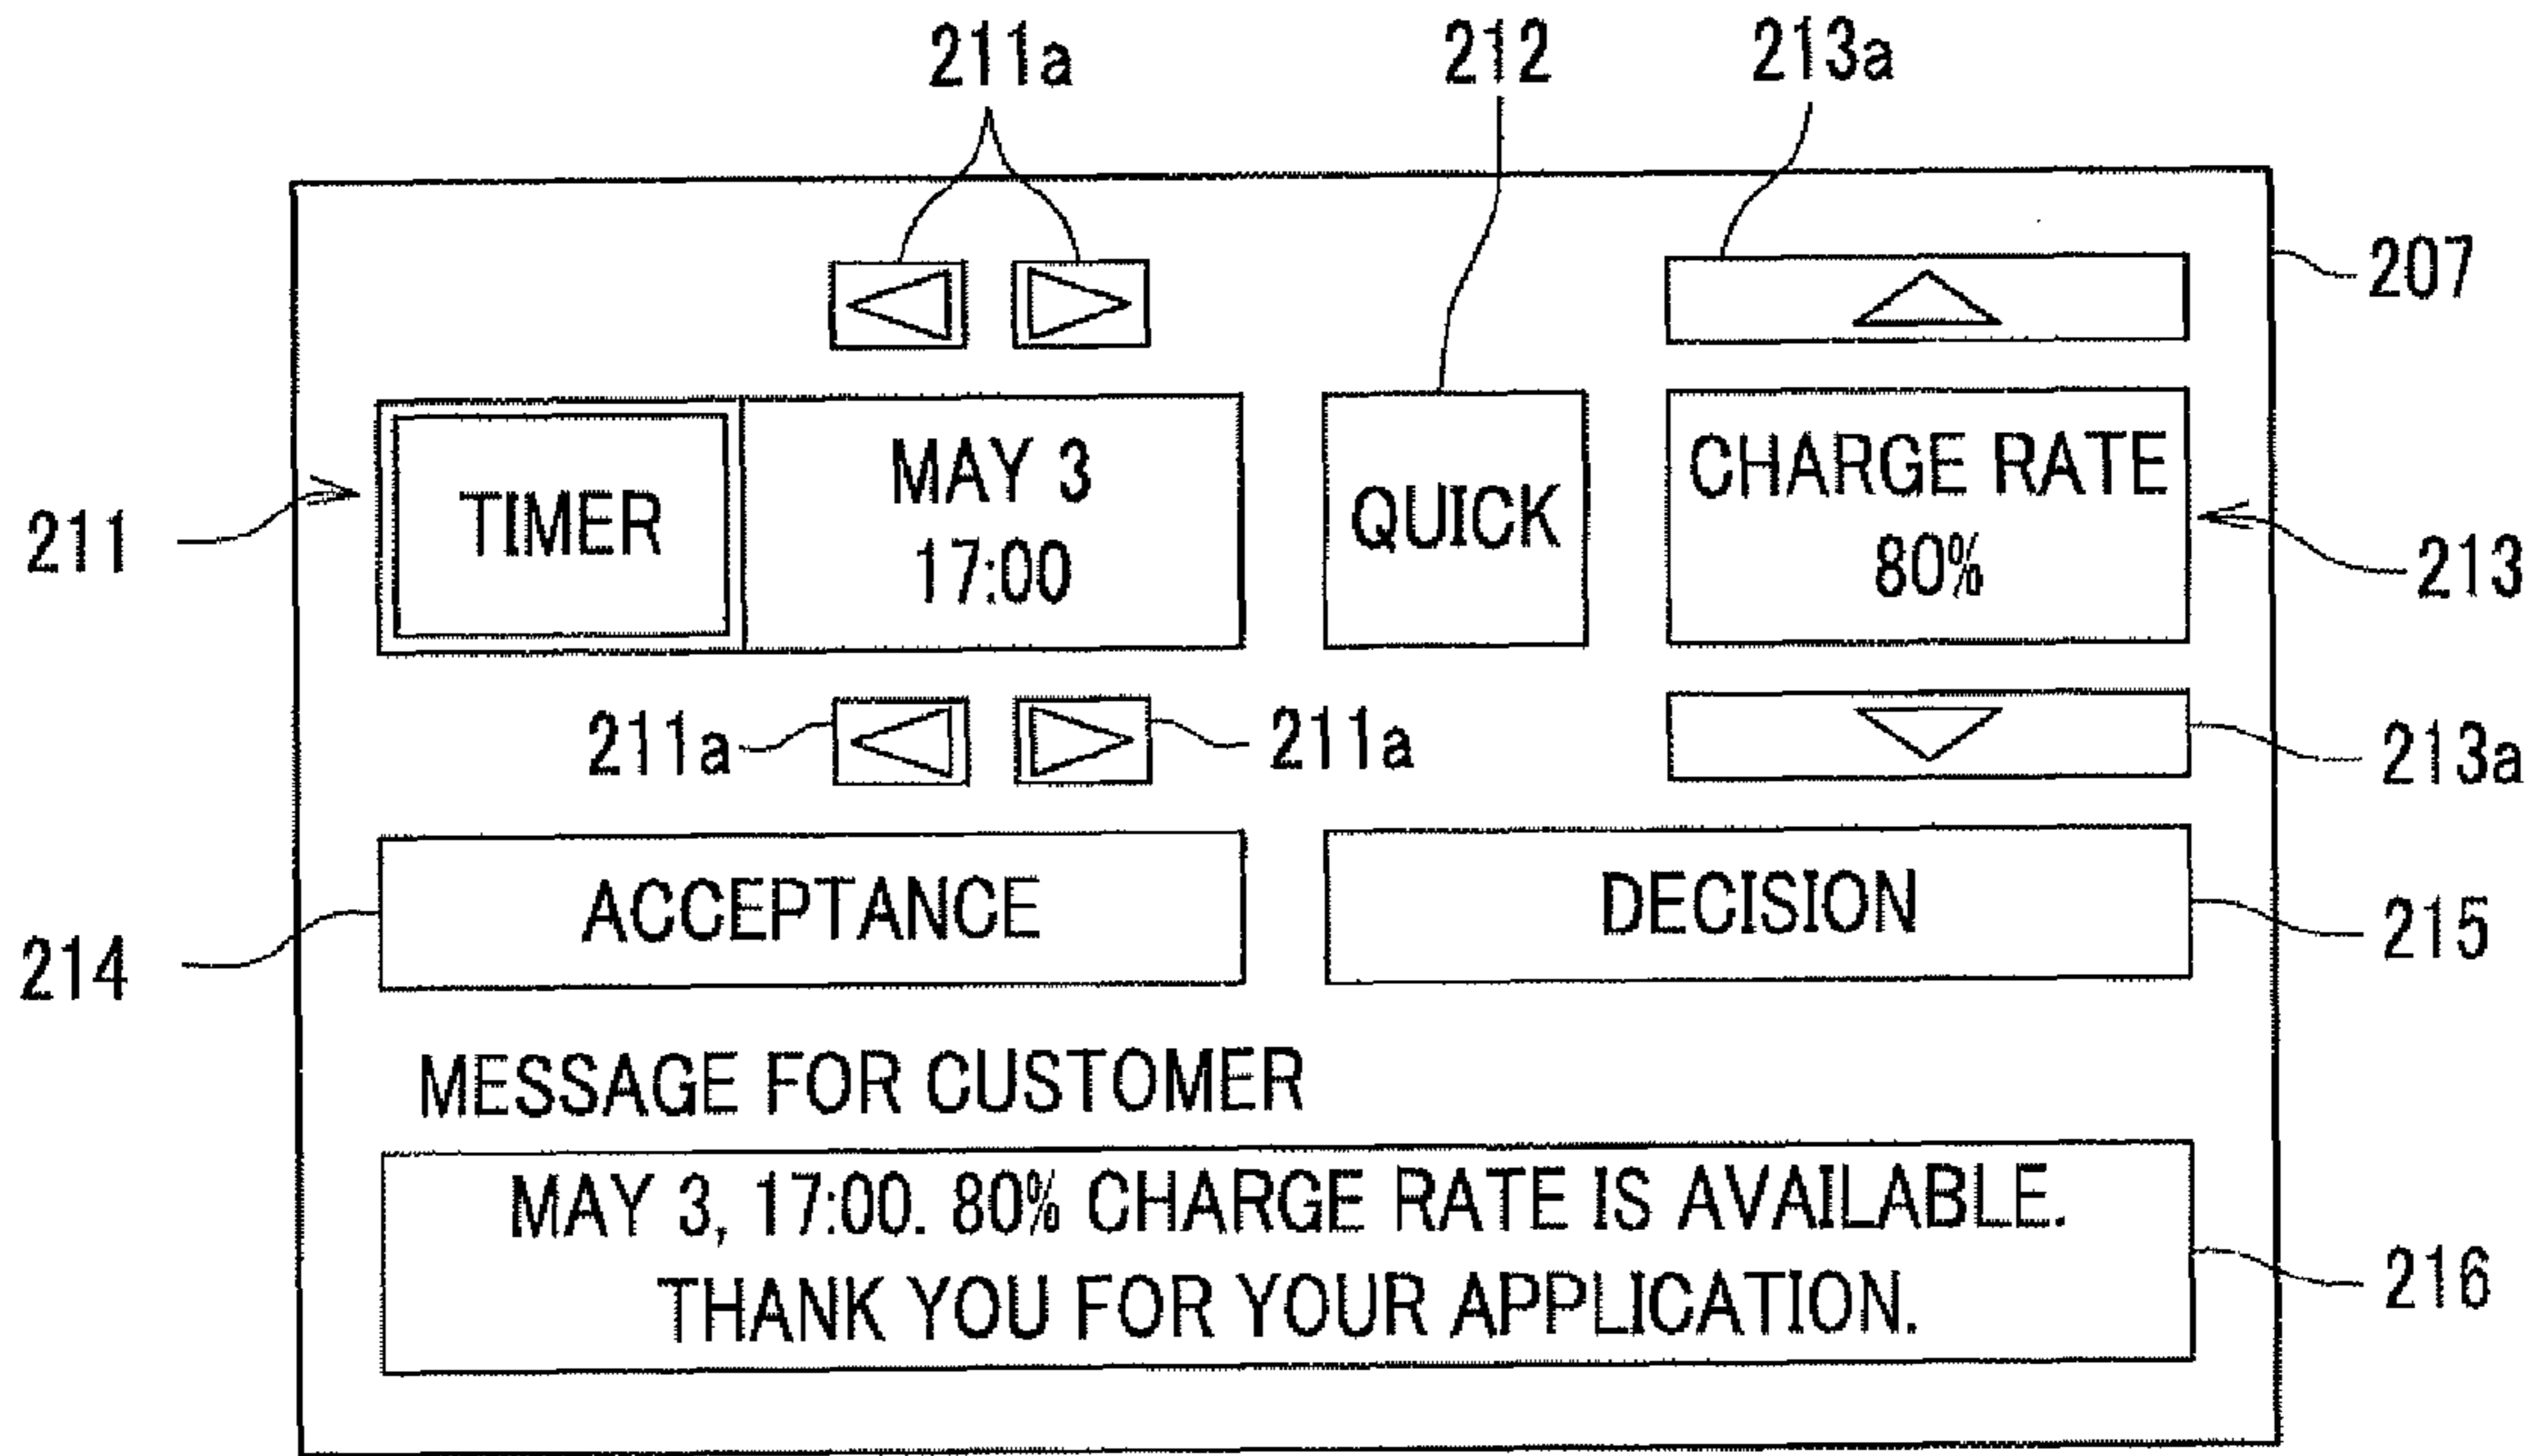 211a
212
213a
207
211
TIMER
MAY 3
17:00
QUICK
CHARGE RATE
80%
213
211a
211a
213a
214
ACCEPTANCE
DECISION
215
MESSAGE FOR CUSTOMER
MAY 3, 17:00. 80% CHARGE RATE IS AVAILABLE.
THANK YOU FOR YOUR APPLICATION.
216